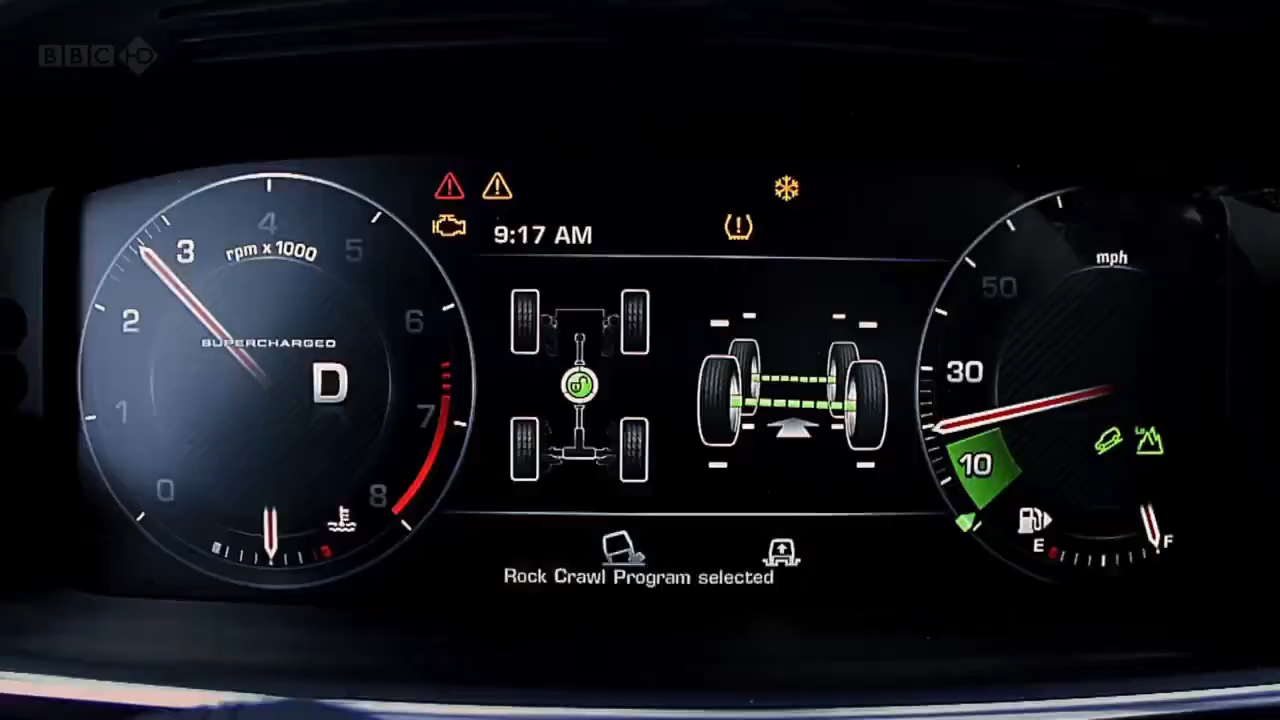 BBC HD
4
3
5
rpm x 1000
9:17 AM
mph
50
2
6
SUPERCHARGED
D
30
1
7
10
Lo
0
8
E
F
Rock Crawl Program selected